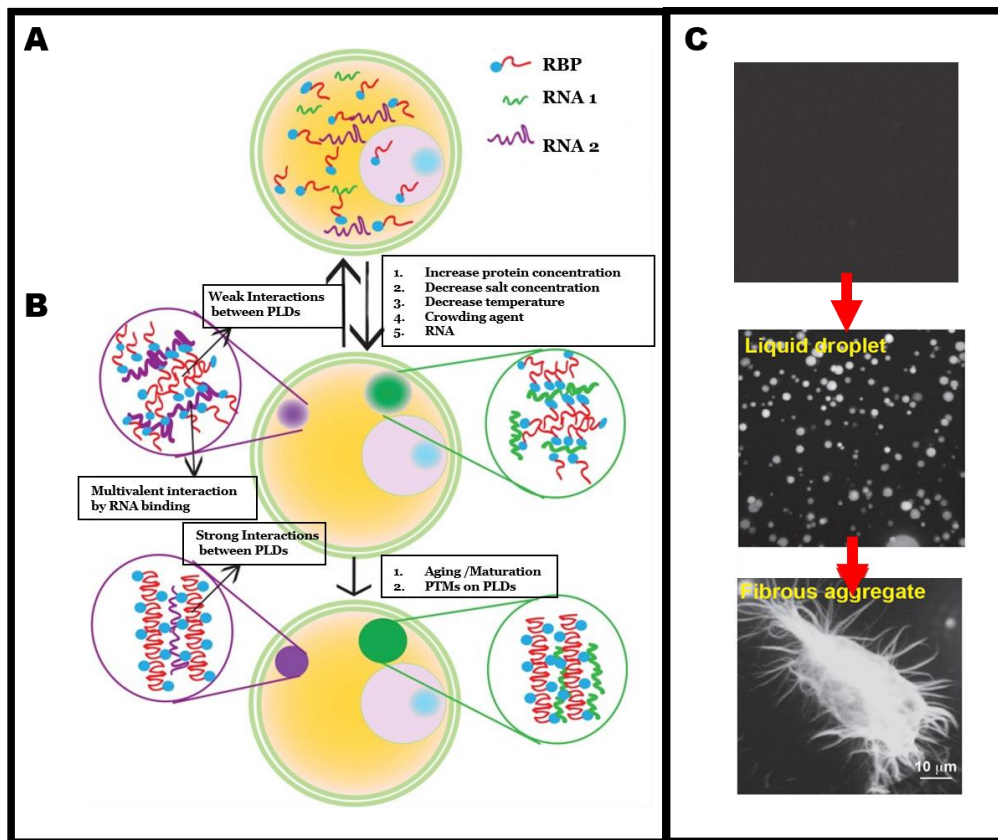 A
RBP
RNA 1
RNA 2
B
Weak Interactions
between PLDs
1. Increase protein concentration
2. Decrease salt concentration
3. Decrease temperature
4. Crowding agent
5. RNA
Multivalent interaction
by RNA binding
Strong Interactions
between PLDs
1. Aging /Maturation
2. PTMs on PLDs
C
Liquid droplet
Fibrous aggregate
10 μm